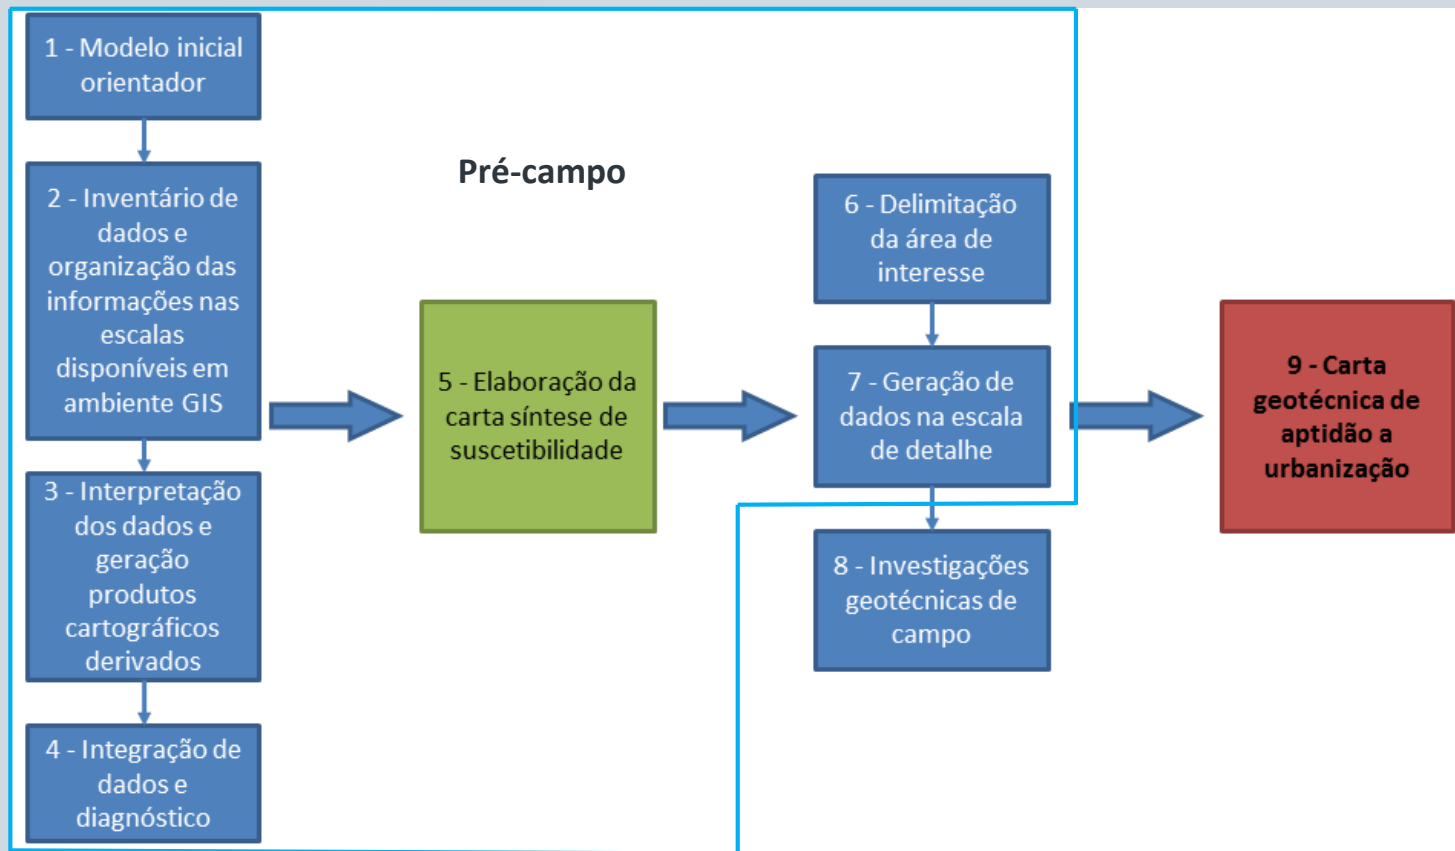 1 - Modelo inicial
orientador
Pré-campo
2 - Inventário de
dados e
organização das
informações nas
escalas
disponíveis em
ambiente GIS
3 - Interpretação
dos dados e
geração
produtos
cartográficos
derivados
4 - Integração de
dados e
diagnóstico
5 - Elaboração da
carta síntese de
suscetibilidade
6 - Delimitação
da área de
interesse
7 - Geração de
dados na escala
de detalhe
8 - Investigações
geotécnicas de
campo
9 - Carta
geotécnica de
aptidão a
urbanização